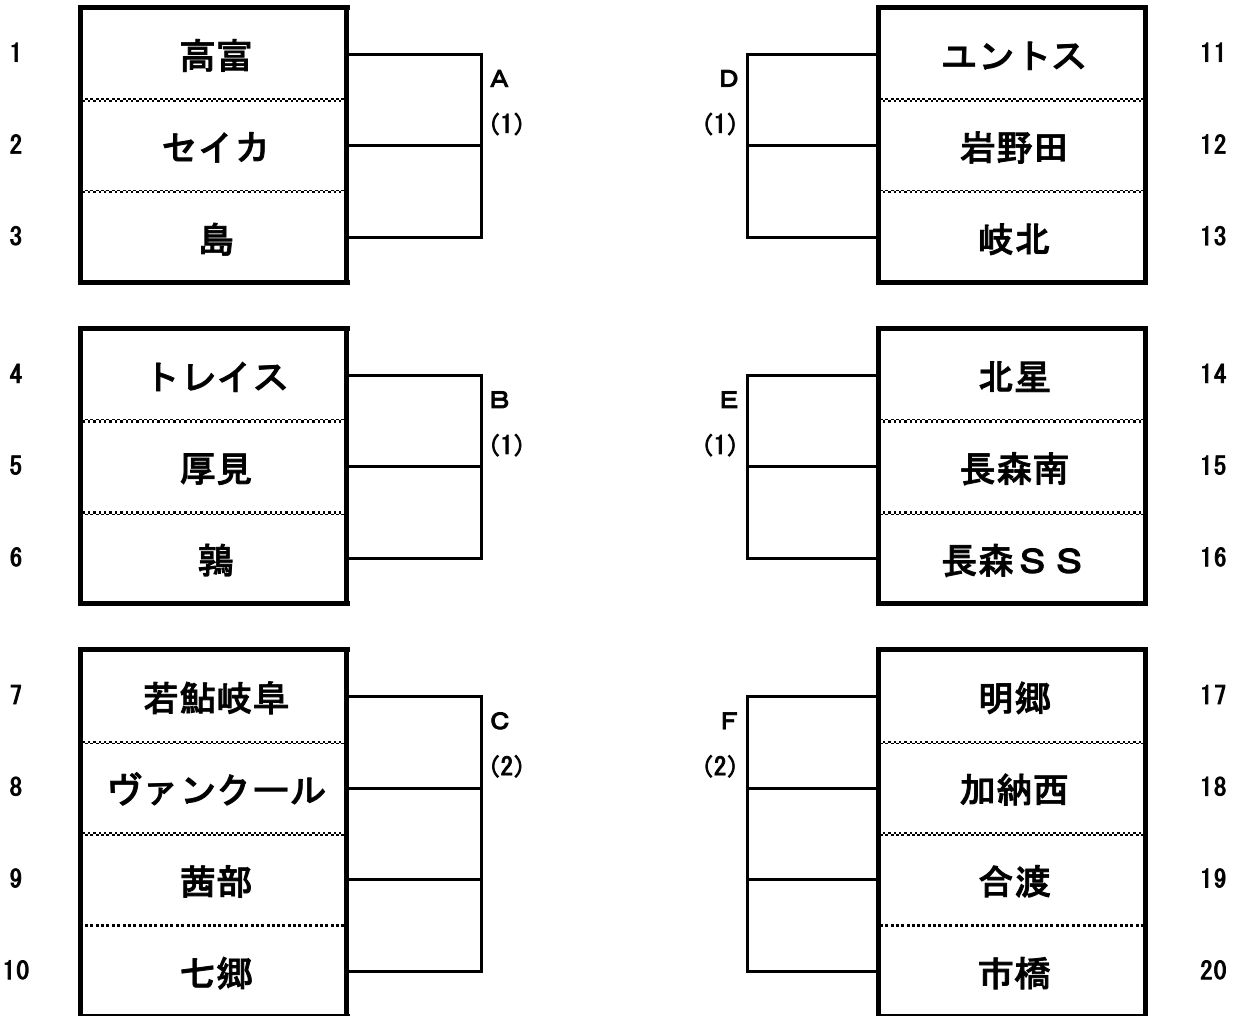 1 高富
A
(1)
2 セイカ
3 島
4 トレイス
B
(1)
5 厚見
6 鶉
7 若鮎岐阜
C
(2)
8 ヴァンクール
9 茜部
10 七郷
D
ユントス 11
(1)
岩野田 12
岐北 13
E
北星 14
(1)
長森南 15
長森ＳＳ 16
F
明郷 17
(2)
加納西 18
合渡 19
市橋 20